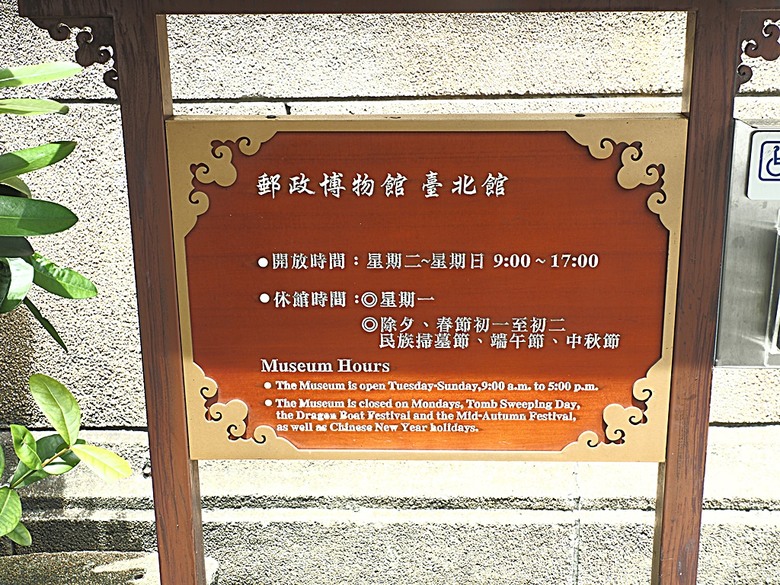 郵政博物館 臺北館
●開放時間：星期二~星期日 9:00~17:00
●休館時間：◎星期一
◎除夕、春節初一至初二
民族掃墓節、端午節、中秋節
Museum Hours
● The Museum is open Tuesday-Sunday,9:00 a.m. to 5:00 p.m.
● The Museum is closed on Mondays, Tomb Sweeping Day,
the Dragon Boat Festival and the Mid-Autumn Festival,
as well as Chinese New Year holidays.